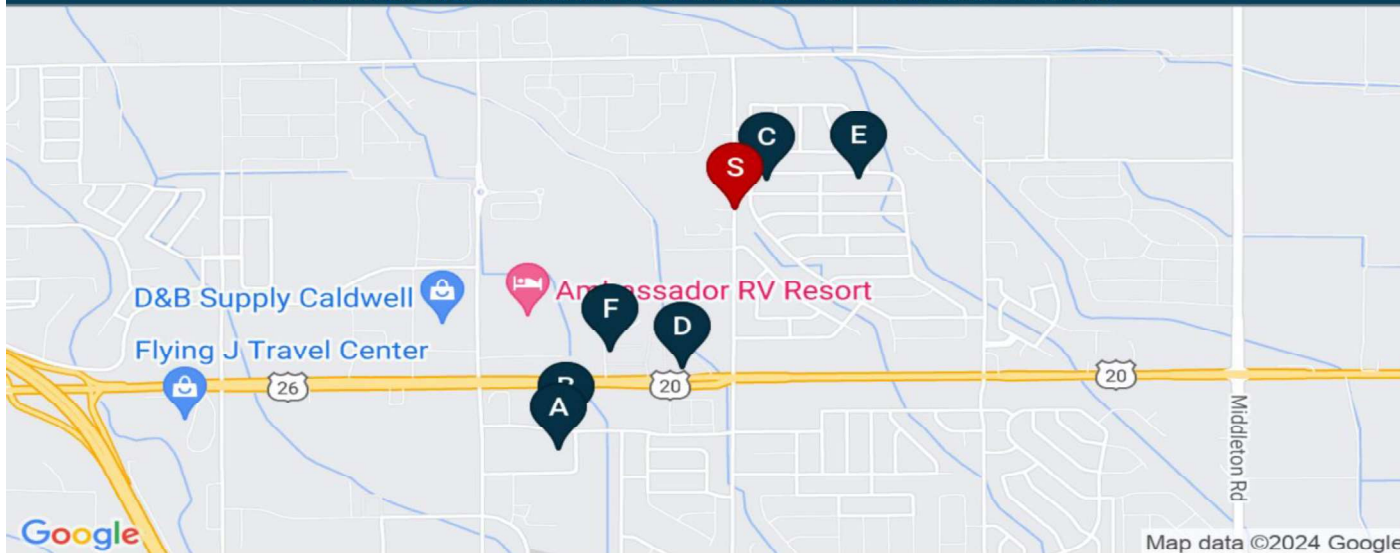 C
E
S
D&B Supply Caldwell
Ambassador RV Resort
F
D
Flying J Travel Center
26
20
20
B
A
Middleton Rd
Google
Map data ©2024 Google